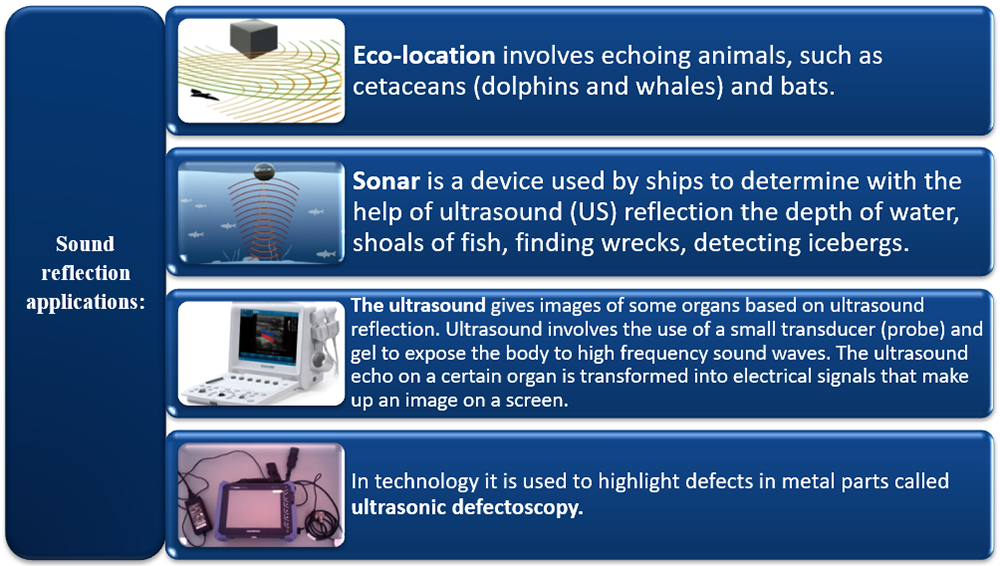 Sound
reflection
applications:
Eco-location involves echoing animals, such as
cetaceans (dolphins and whales) and bats.
Sonar is a device used by ships to determine with the
help of ultrasound (US) reflection the depth of water,
shoals of fish, finding wrecks, detecting icebergs.
The ultrasound gives images of some organs based on ultrasound
reflection. Ultrasound involves the use of a small transducer (probe) and
gel to expose the body to high frequency sound waves. The ultrasound
echo on a certain organ is transformed into electrical signals that make
up an image on a screen.
In technology it is used to highlight defects in metal parts called
ultrasonic defectoscopy.